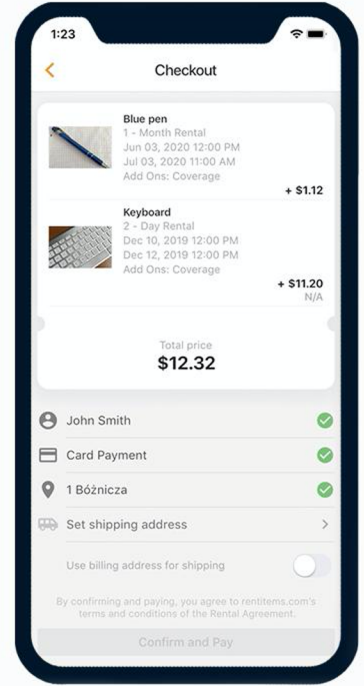 1:23
Checkout
Blue pen
1 - Month Rental
Jun 03, 2020 12:00 PM
Jul 03, 2020 11:00 AM
Add Ons: Coverage
+ $1.12
Keyboard
2 - Day Rental
Dec 10, 2019 12:00 PM
Dec 12, 2019 12:00 PM
Add Ons: Coverage
+ $11.20
N/A
Total price
$12.32
John Smith
Card Payment
1 Bóżnicza
Set shipping address
Use billing address for shipping
By confirming and paying, you agree to rentitems.com's
terms and conditions of the Rental Agreement.
Confirm and Pay